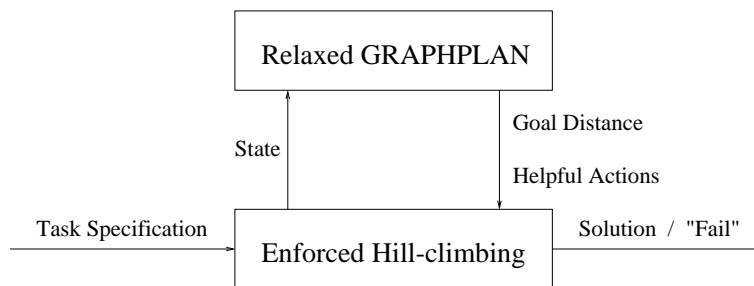 Relaxed GRAPHPLAN
Goal Distance
State
Helpful Actions
Task Specification
Solution / "Fail"
Enforced Hill-climbing